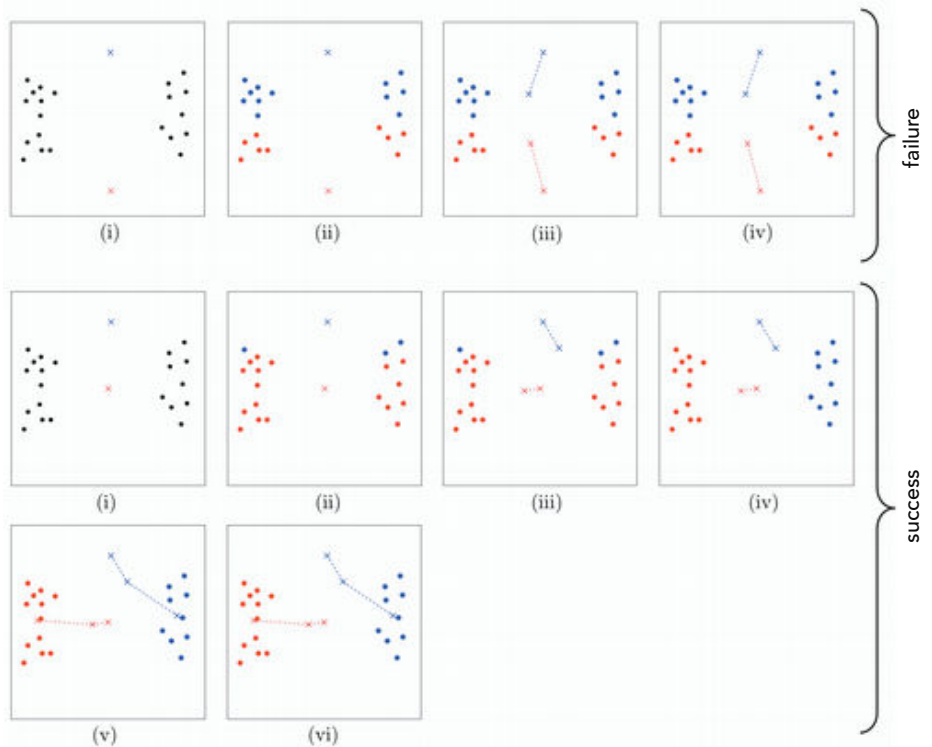 (i) (ii) (iii) (iv)
failure
(i) (ii) (iii) (iv)
(v) (vi)
success